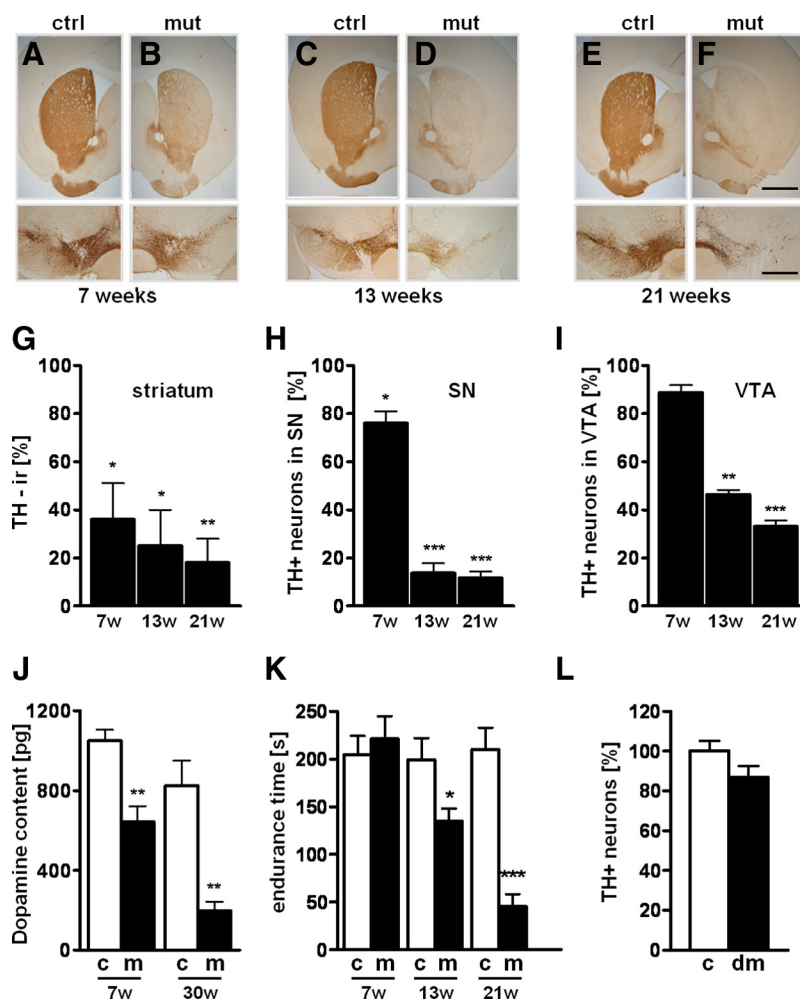 ctrl mut ctrl mut ctrl mut
A B C D E F
7 weeks 13 weeks 21 weeks
G
TH - ir [%]
100
80
60
40
20
0
striatum
* * **
7w 13w 21w
H
TH+ neurons in SN [%]
100
80
60
40
20
0
SN
* *** ***
7w 13w 21w
I
TH+ neurons in VTA [%]
100
80
60
40
20
0
VTA
** ***
7w 13w 21w
J
Dopamine content [pg]
1200
800
400
0
** **
c m c m
7w 30w
K
endurance time [s]
250
200
150
100
50
0
* ***
c m c m c m
7w 13w 21w
L
TH+ neurons [%]
120
100
80
60
40
20
0
c dm